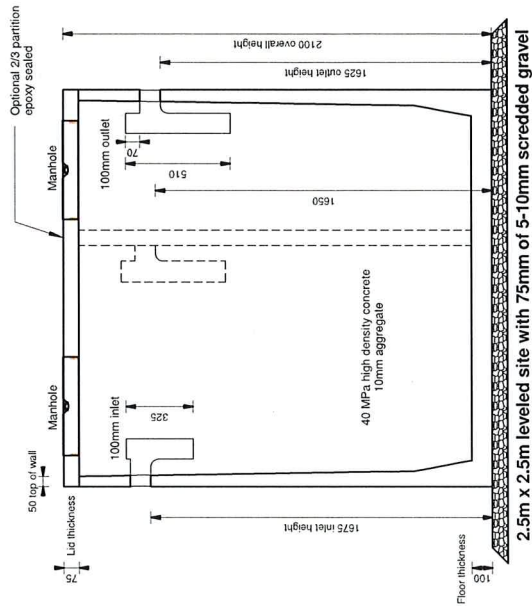 Optional 2/3 partition
epoxy sealed
50 top of wall
Manhole
Manhole
75
Lid thickness
100mm inlet
325
100mm outlet
70
510
1650
1675 inlet height
1625 outlet height
2100 overall height
40 MPa high density concrete
10mm aggregate
Floor thickness
100
2.5m x 2.5m leveled site with 75mm of 5-10mm scredded gravel